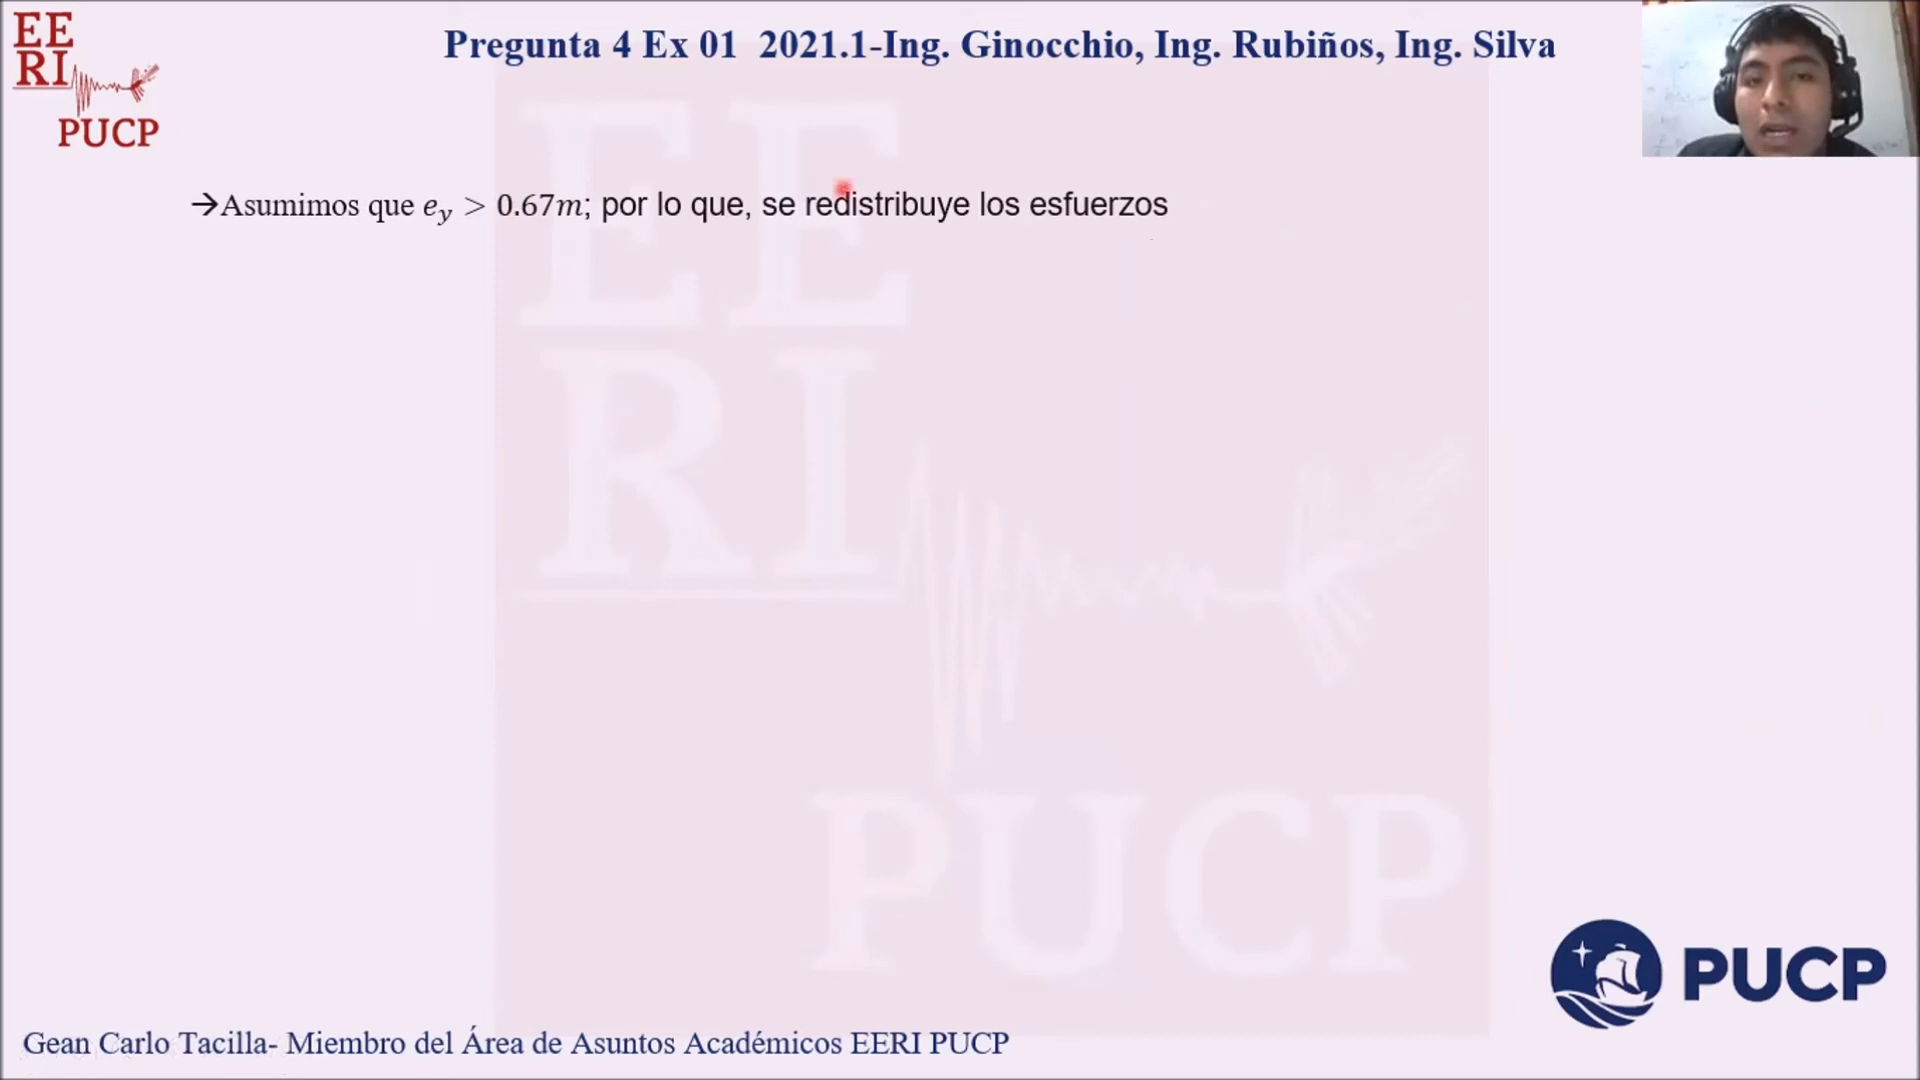 EE
RI
PUCP
Pregunta 4 Ex 01 2021.1-Ing. Ginocchio, Ing. Rubiños, Ing. Silva
→Asumimos que e_y > 0.67m; por lo que, se redistribuye los esfuerzos
EE
RI
PUCP
PUCP
Gean Carlo Tacilla- Miembro del Área de Asuntos Académicos EERI PUCP